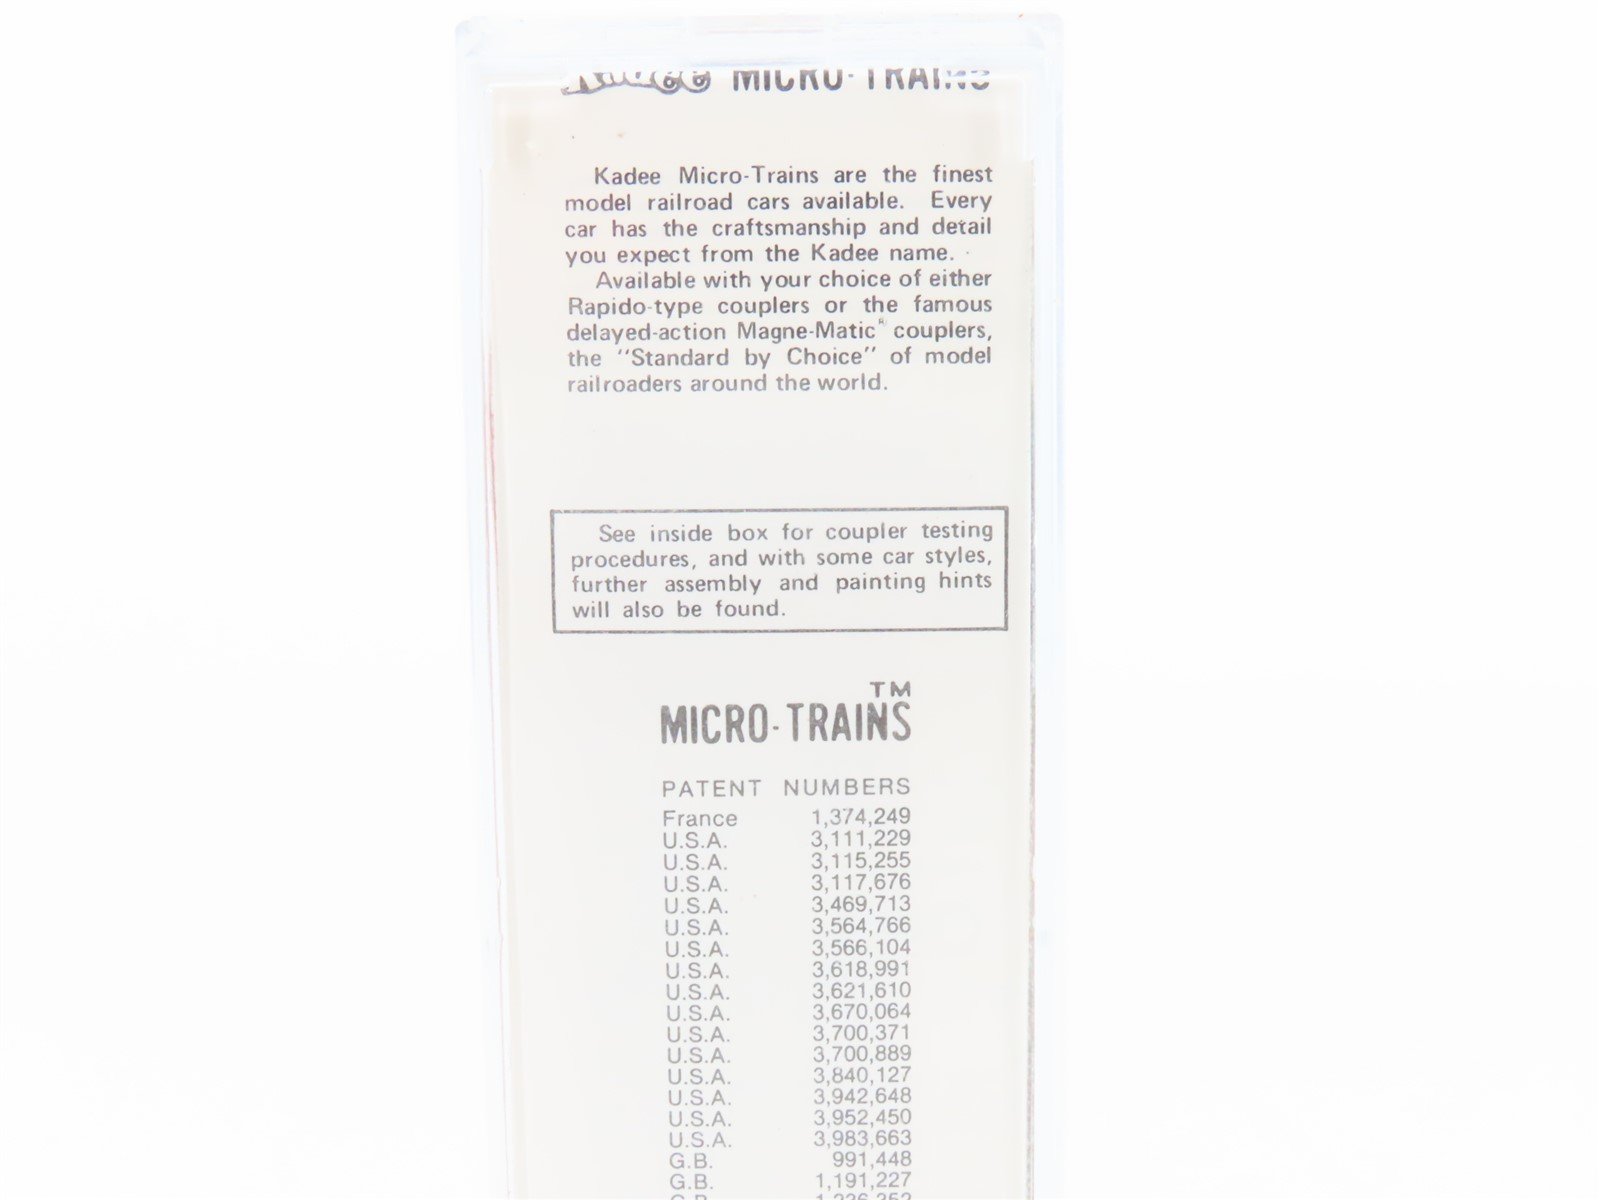 Kadee MICRO-TRAINS
Kadee Micro-Trains are the finest
model railroad cars available. Every
car has the craftsmanship and detail
you expect from the Kadee name.
Available with your choice of either
Rapido-type couplers or the famous
delayed-action Magne-Matic® couplers,
the "Standard by Choice" of model
railroaders around the world.
See inside box for coupler testing
procedures, and with some car styles,
further assembly and painting hints
will also be found.
TM
MICRO-TRAINS
PATENT NUMBERS
France 1,374,249
U.S.A. 3,111,229
U.S.A. 3,115,255
U.S.A. 3,117,676
U.S.A. 3,469,713
U.S.A. 3,564,766
U.S.A. 3,566,104
U.S.A. 3,618,991
U.S.A. 3,621,610
U.S.A. 3,670,064
U.S.A. 3,700,371
U.S.A. 3,700,889
U.S.A. 3,840,127
U.S.A. 3,942,648
U.S.A. 3,952,450
U.S.A. 3,983,663
G.B. 991,448
G.B. 1,191,227